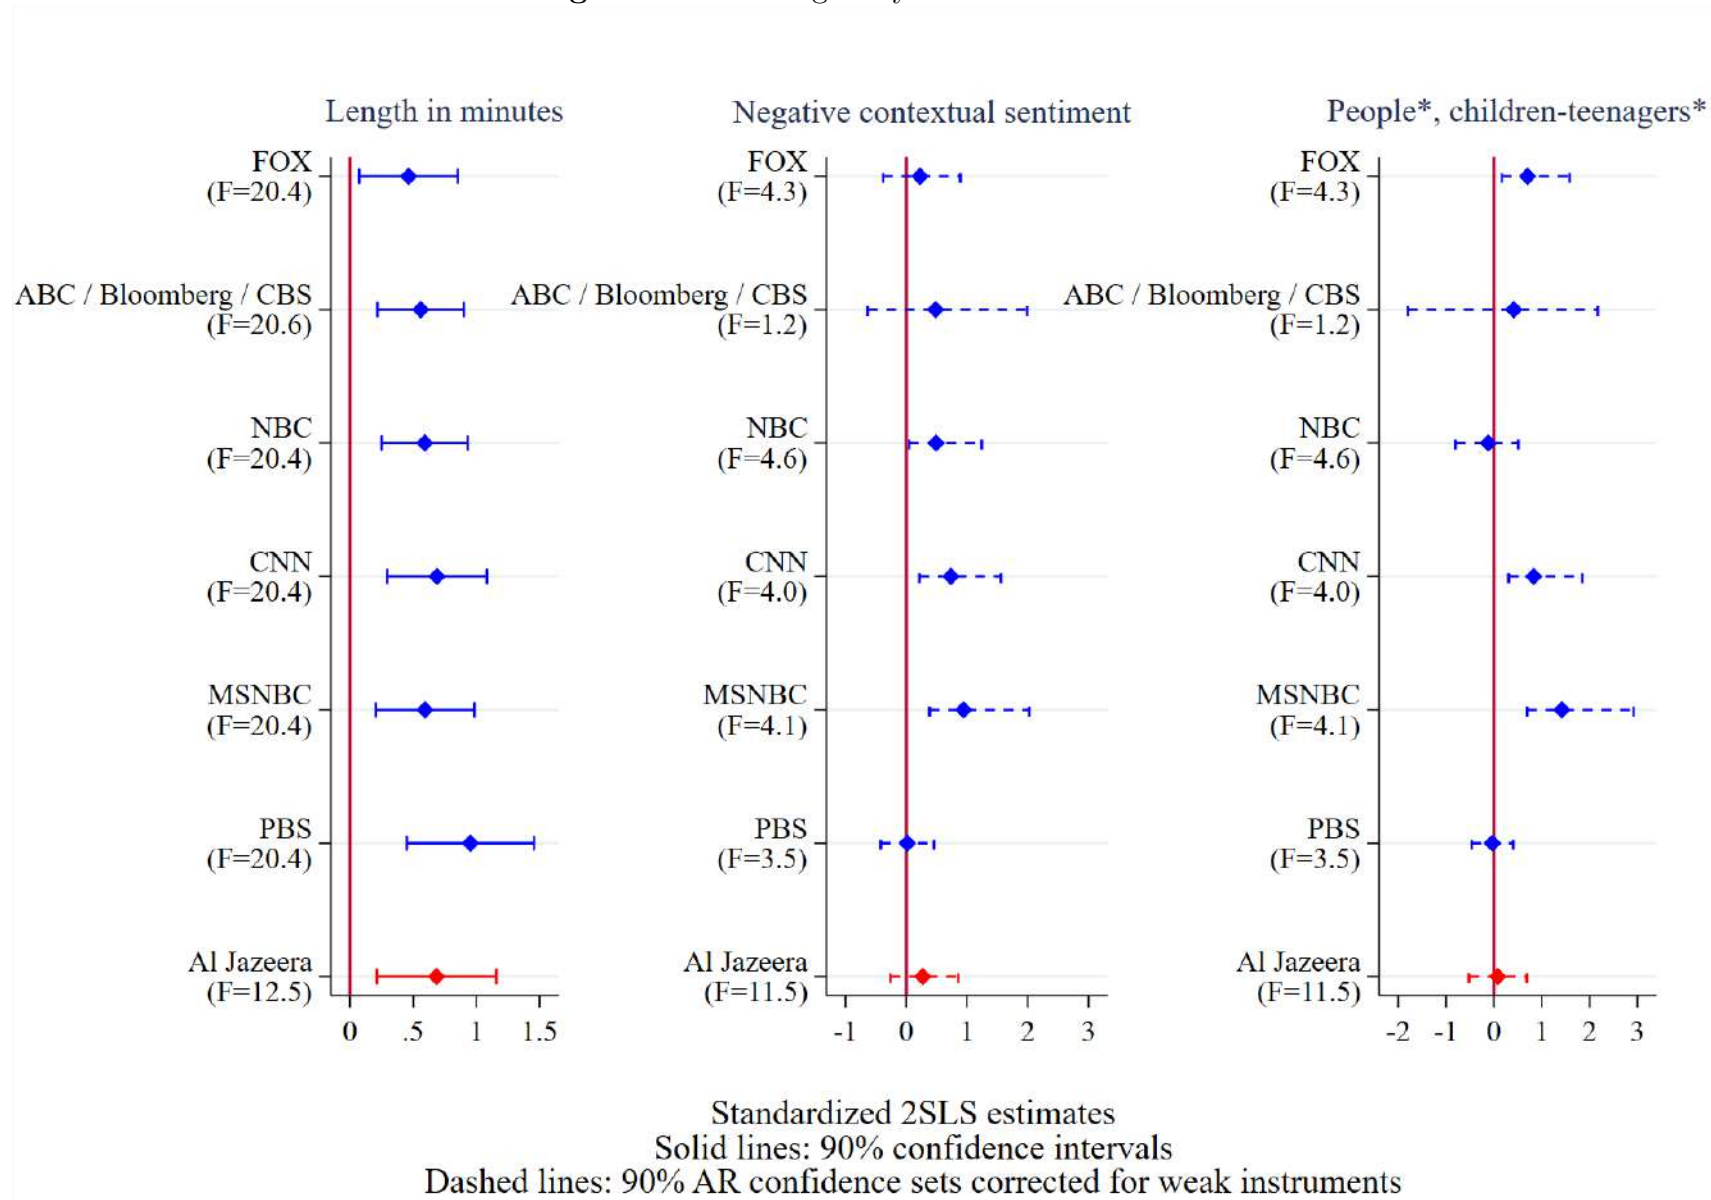 Length in minutes
FOX
(F=20.4)
ABC / Bloomberg / CBS
(F=20.6)
NBC
(F=20.4)
CNN
(F=20.4)
MSNBC
(F=20.4)
PBS
(F=20.4)
Al Jazeera
(F=12.5)
0 .5 1 1.5
Negative contextual sentiment
FOX
(F=4.3)
ABC / Bloomberg / CBS
(F=1.2)
NBC
(F=4.6)
CNN
(F=4.0)
MSNBC
(F=4.1)
PBS
(F=3.5)
Al Jazeera
(F=11.5)
-1 0 1 2 3
People*, children-teenagers*
FOX
(F=4.3)
ABC / Bloomberg / CBS
(F=1.2)
NBC
(F=4.6)
CNN
(F=4.0)
MSNBC
(F=4.1)
PBS
(F=3.5)
Al Jazeera
(F=11.5)
-2 -1 0 1 2 3
Standardized 2SLS estimates
Solid lines: 90% confidence intervals
Dashed lines: 90% AR confidence sets corrected for weak instruments